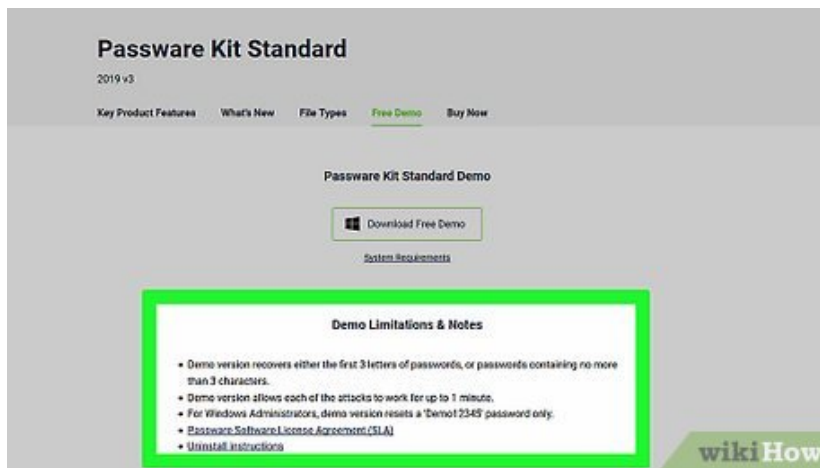 Passware Kit Standard
2019 v3
Key Product Features What's New File Types Free Demo Buy Now
Passware Kit Standard Demo
Download Free Demo
System Requirements
Demo Limitations & Notes
• Demo version recovers either the first 3 letters of passwords, or passwords containing no more
than 3 characters.
• Demo version allows each of the attacks to work for up to 1 minute.
• For Windows Administrators, demo version resets a 'Demo12345' password only.
• Passware Software License Agreement (SLA)
• Uninstall instructions
wikiHow